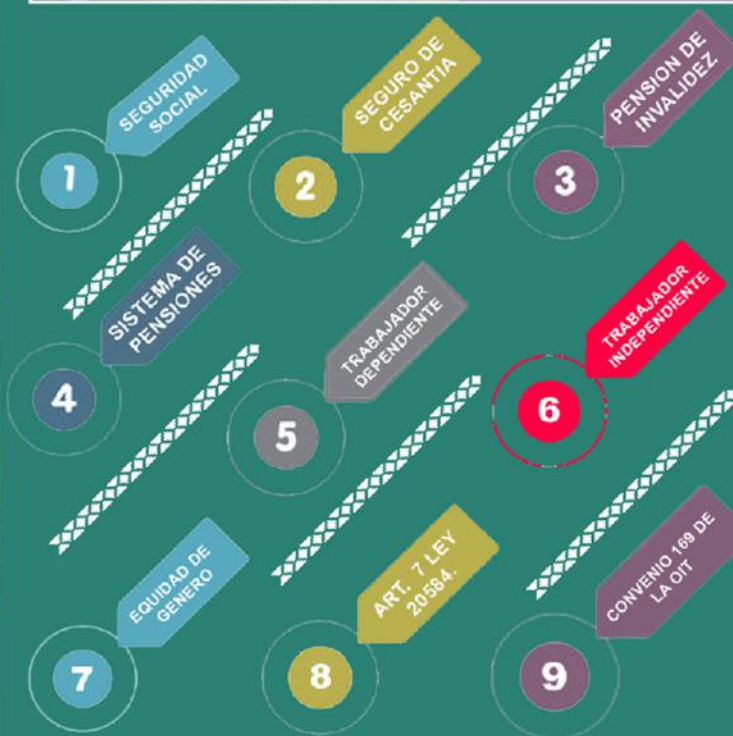 1
SEGURIDAD
SOCIAL
2
SEGURO DE
CESANTIA
3
PENSION DE
INVALIDEZ
4
SISTEMA DE
PENSIONES
5
TRABAJADOR
DEPENDIENTE
6
TRABAJADOR
INDEPENDIENTE
7
EQUIDAD DE
GENERO
8
ART. 7 LEY
20584.
9
CONVENIO 169 DE
LA OIT